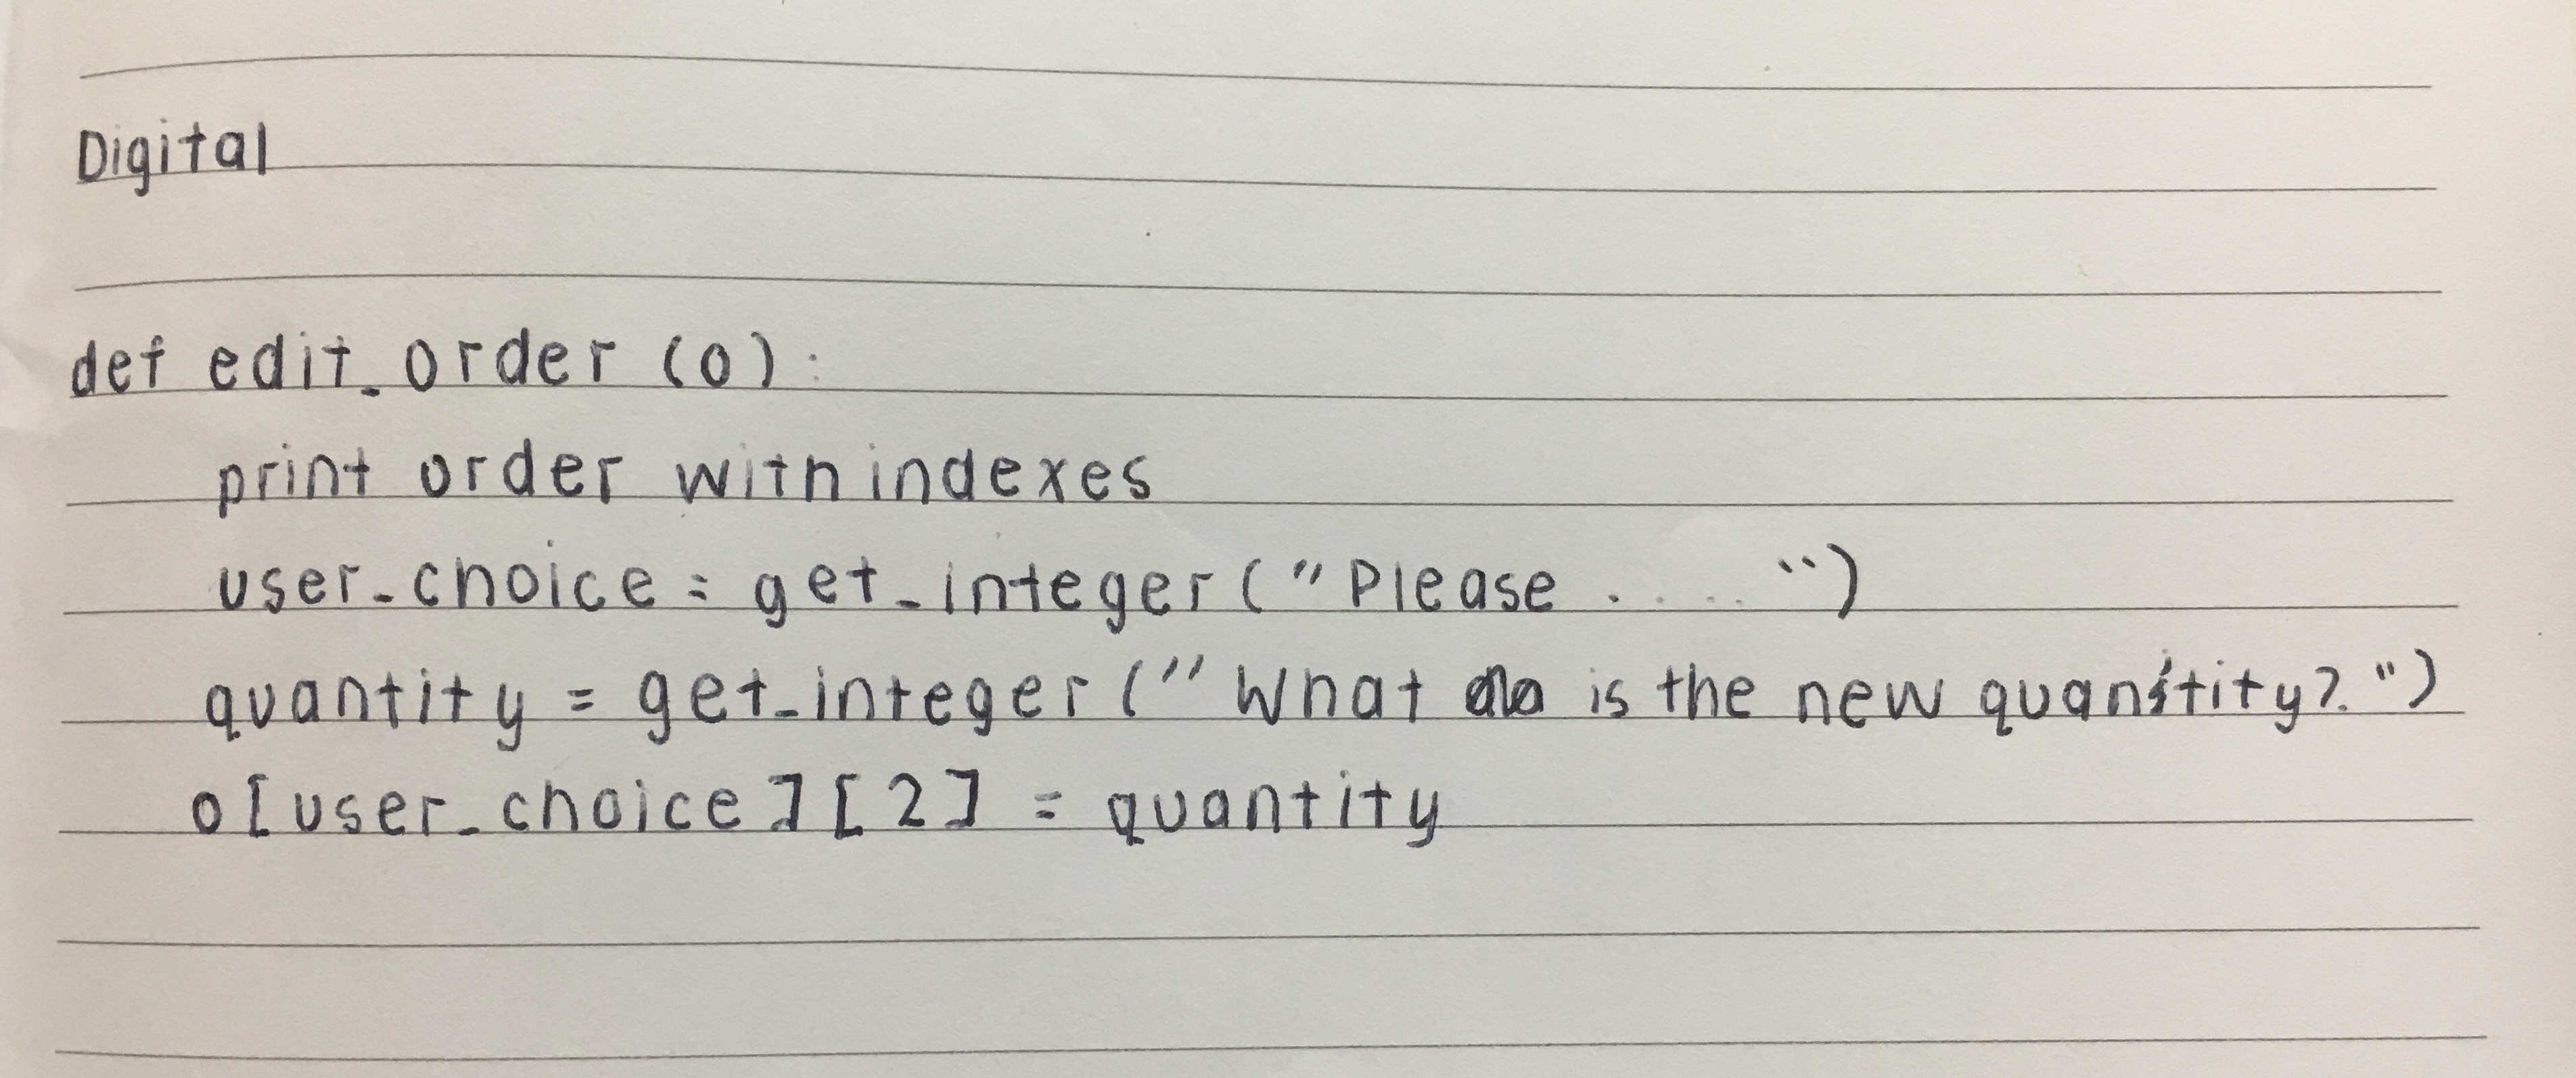 Digital
def edit_order (o):
print order with indexes
user_choice = get_integer ("Please .... ")
quantity = get_integer ("What is the new quantity?")
o[user_choice][2] = quantity